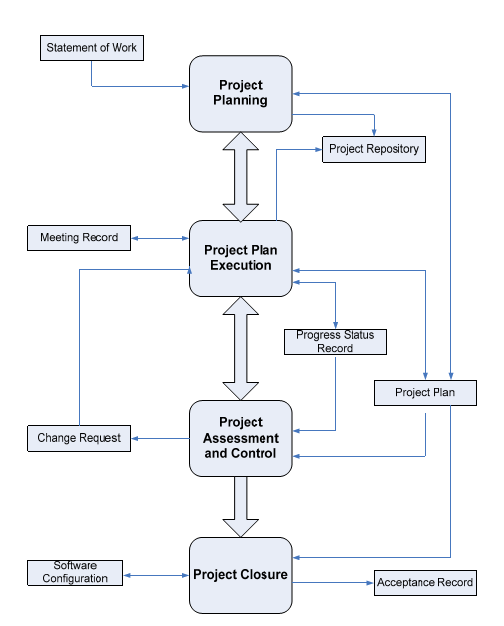 Statement of Work
Project
Planning
Project Repository
Meeting Record
Project Plan
Execution
Progress Status
Record
Project Plan
Project
Assessment
and Control
Change Request
Project Closure
Software
Configuration
Acceptance Record